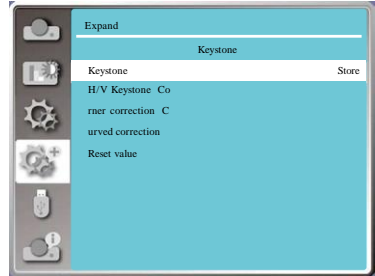 Expand
Keystone
Keystone Store
H/V Keystone Co
rner correction C
urved correction
Reset value